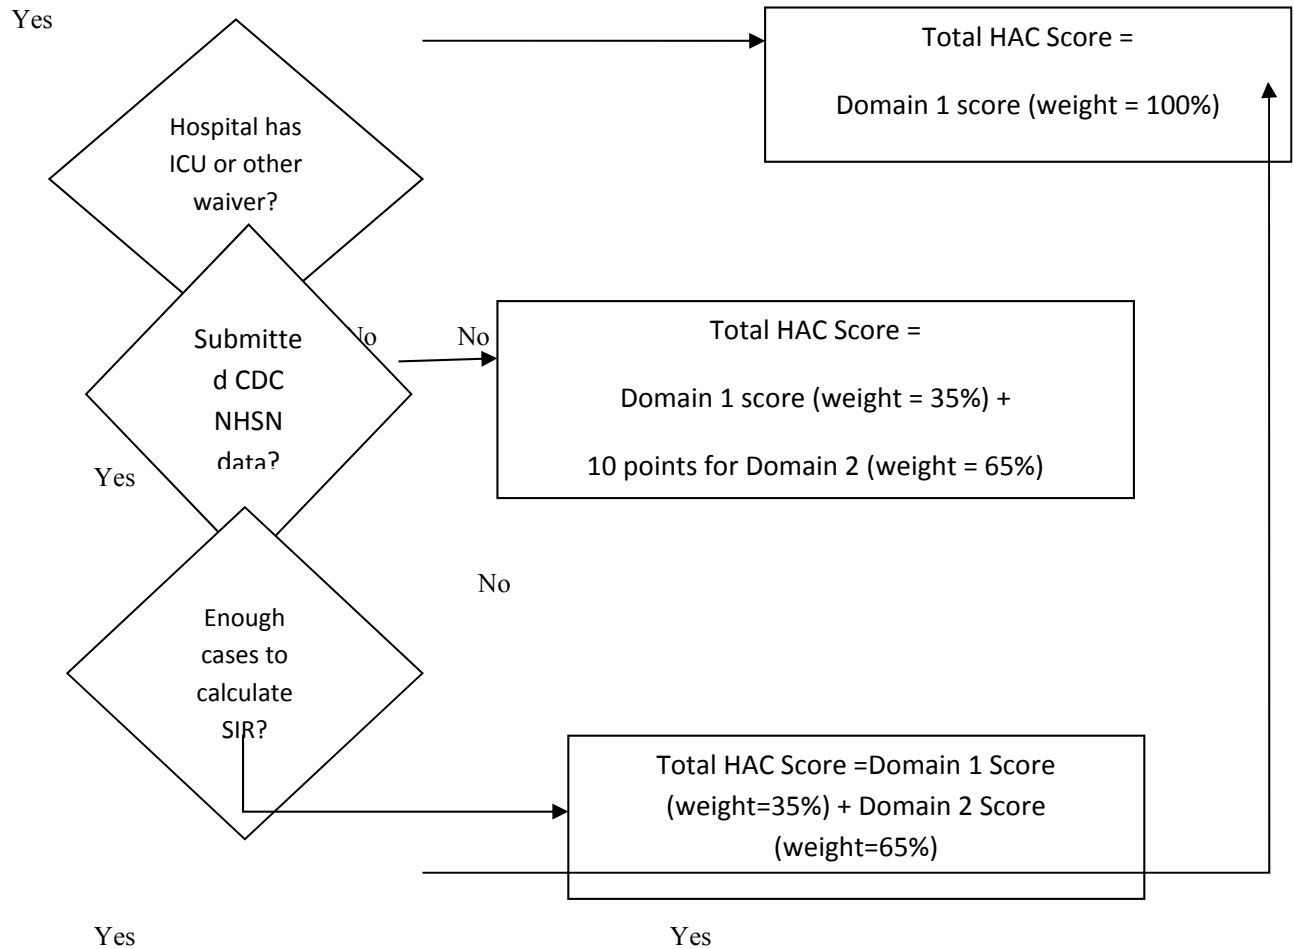 Yes
Total HAC Score =
Domain 1 score (weight = 100%)
Hospital has
ICU or other
waiver?
No
No
Total HAC Score =
Domain 1 score (weight = 35%) +
10 points for Domain 2 (weight = 65%)
Submitte
d CDC
NHSN
data?
Yes
No
Enough
cases to
calculate
SIR?
Total HAC Score =Domain 1 Score
(weight=35%) + Domain 2 Score
(weight=65%)
Yes
Yes